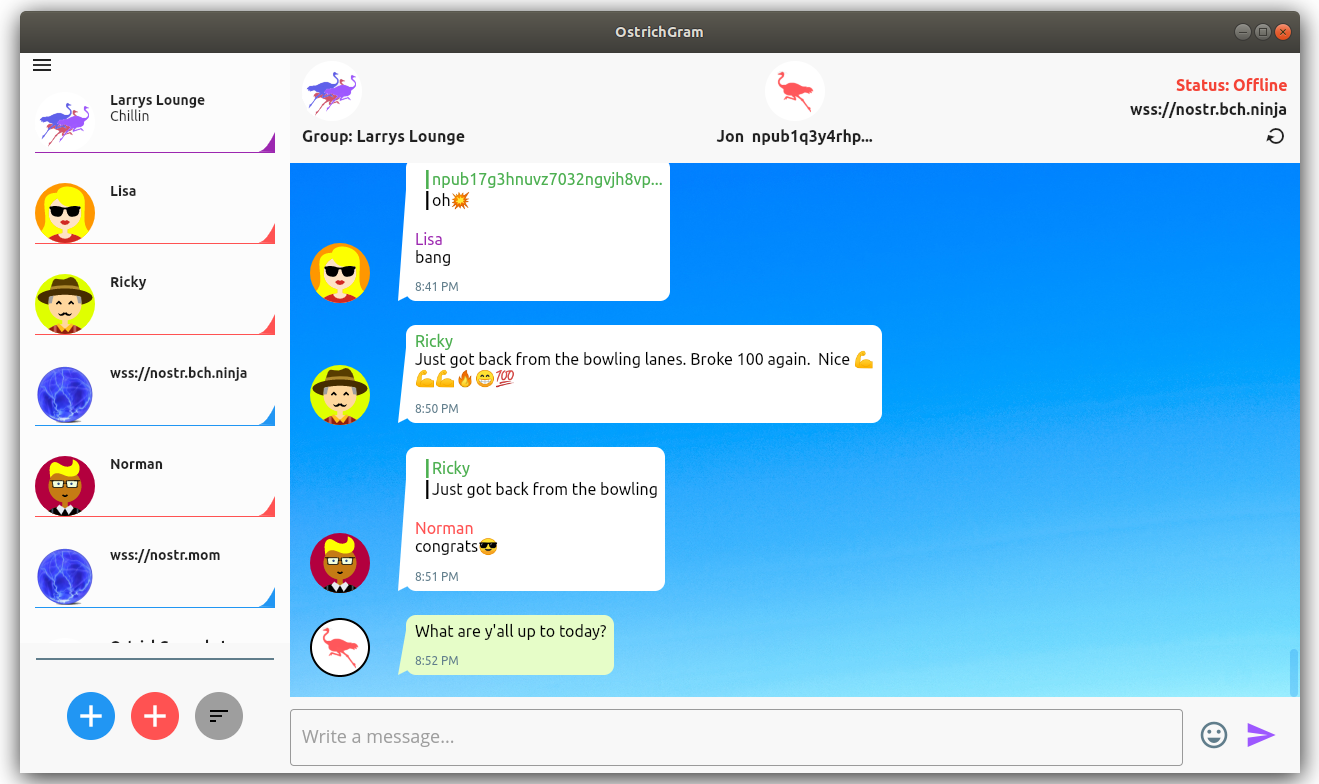 OstrichGram
Larrys Lounge
Chillin
Lisa
Ricky
wss://nostr.bch.ninja
Norman
wss://nostr.mom
Group: Larrys Lounge
Jon npub1q3y4rhp...
Status: Offline
wss://nostr.bch.ninja
npub17g3hnuvz7032ngvjh8vp...
oh💥
Lisa
bang
8:41 PM
Ricky
Just got back from the bowling lanes. Broke 100 again.  Nice 💪
💪💪🔥😁💯
8:50 PM
Ricky
Just got back from the bowling
Norman
congrats😎
8:51 PM
What are y'all up to today?
8:52 PM
Write a message...